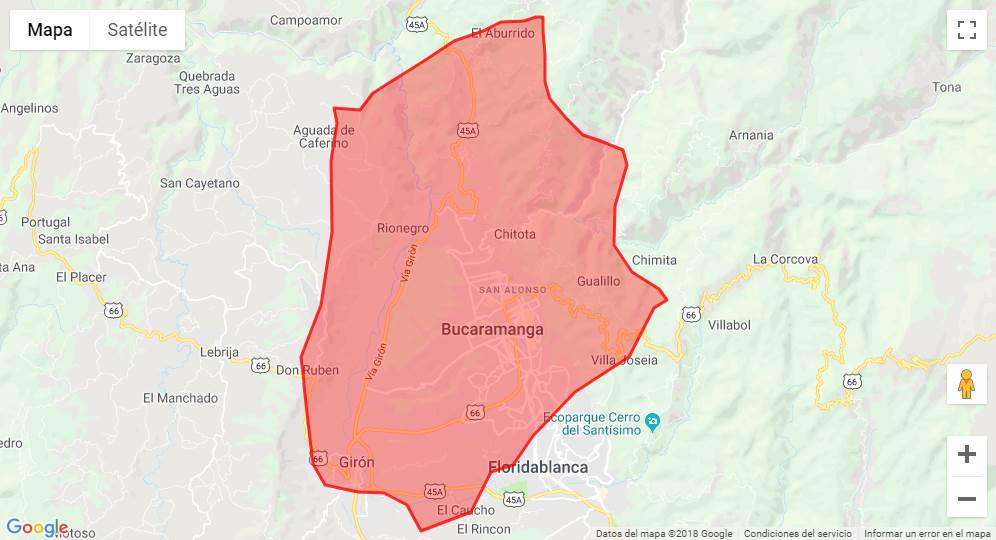 Mapa
Satélite
Campoamor
45A
El Aburrido
Zaragoza
Quebrada
Tres Aguas
Tona
Angelinos
45A
Aguada de
Caferino
Arnania
San Cayetano
Portugal
Santa Isabel
Rionegro
Chitota
Vía Girón
Chimita
La Corcova
El Placer
Gualillo
SAN ALONSO
66
66
Bucaramanga
Villabol
Lebrija
66
Don Ruben
Vía Girón
Villa Joseia
66
El Manchado
66
Ecoparque Cerro
del Santísimo
66
Girón
Floridablanca
45A
45A
El Caucho
El Rincon
Google
Datos del mapa ©2018 Google
Condiciones del servicio
Informar un error en el mapa